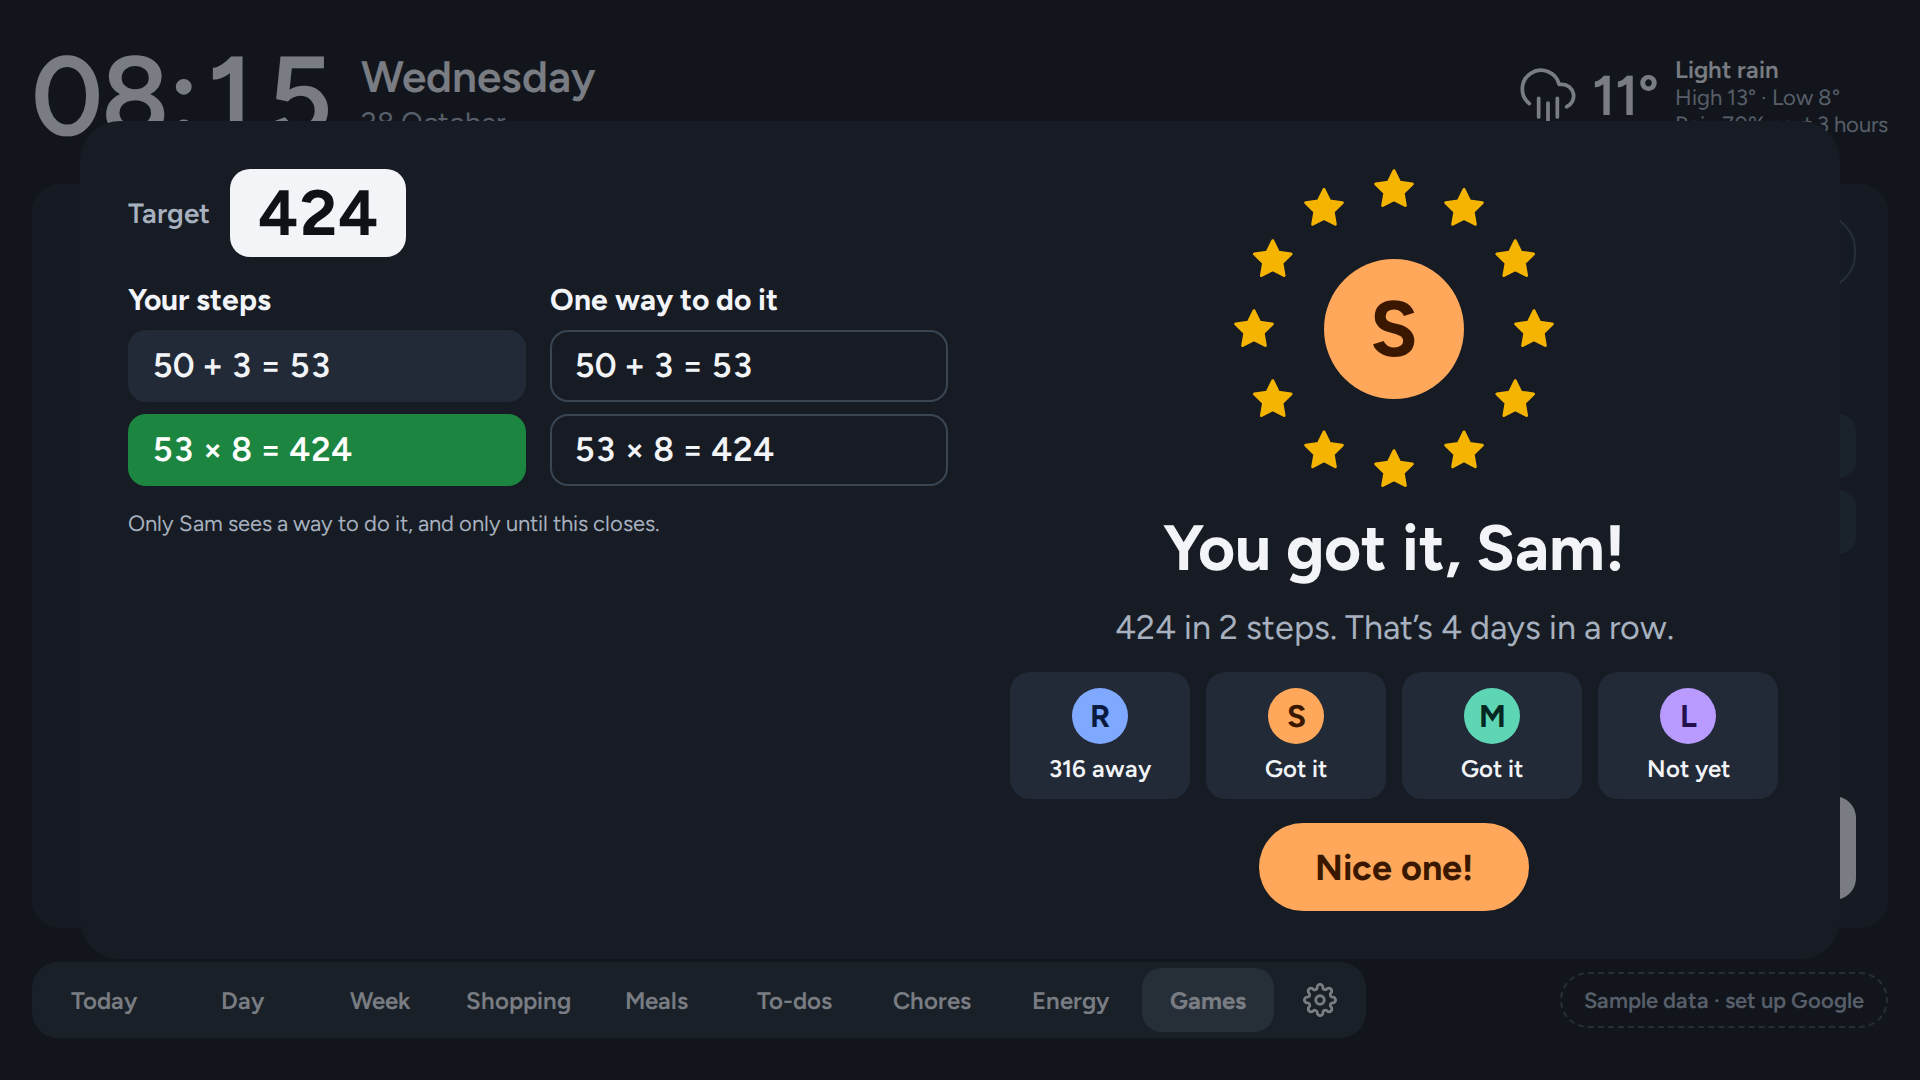 08:15
Wednesday
28 October
Light rain
11°
High 13° · Low 8°
3 hours
Target
424
Your steps
One way to do it
50 + 3 = 53
50 + 3 = 53
53 × 8 = 424
53 × 8 = 424
Only Sam sees a way to do it, and only until this closes.
S
You got it, Sam!
424 in 2 steps. That’s 4 days in a row.
R
S
M
L
316 away
Got it
Got it
Not yet
Nice one!
Today
Day
Week
Shopping
Meals
To-dos
Chores
Energy
Games
Sample data · set up Google